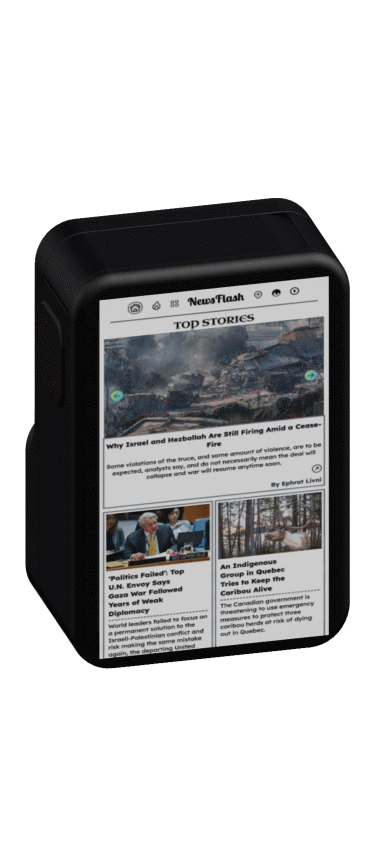 NewsFlash
TOP STORIES
Why Israel and Hezbollah Are Still Firing Amid a Cease-
Fire
Some violations of the truce, and some amount of violence, are to be
expected, analysts say, and do not necessarily mean the deal will
collapse and war will resume anytime soon.
By Ephrat Livni
'Politics Failed': Top
U.N. Envoy Says
Gaza War Followed
Years of Weak
Diplomacy
World leaders failed to focus on
a permanent solution to the
Israeli-Palestinian conflict and
risk making the same mistake
again, the departing United
An Indigenous
Group in Quebec
Tries to Keep the
Caribou Alive
The Canadian government is
threatening to use emergency
measures to protect three
caribou herds at risk of dying
out in Quebec.